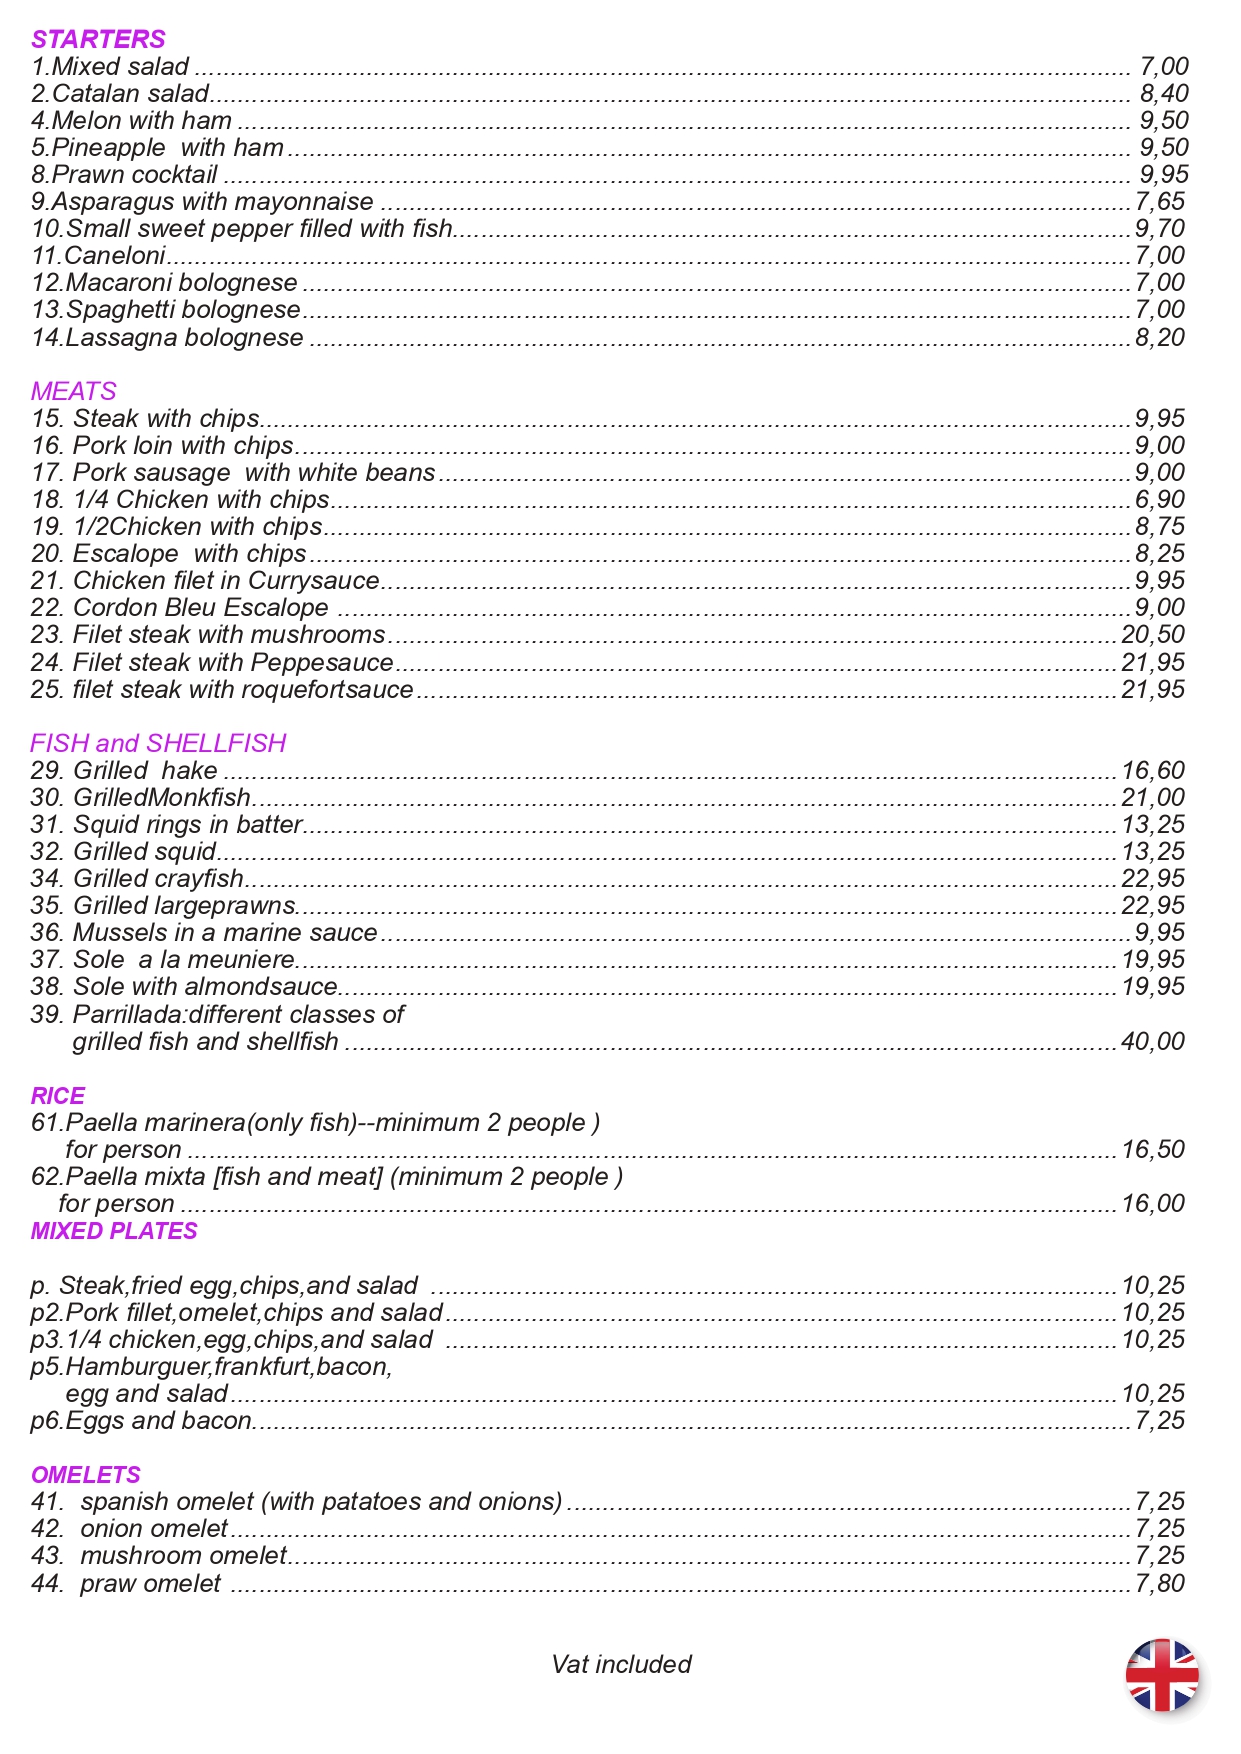 STARTERS
1.Mixed salad ........ 7,00
2.Catalan salad........ 8,40
4.Melon with ham ........ 9,50
5.Pineapple  with ham........ 9,50
8.Prawn cocktail ........ 9,95
9.Asparagus with mayonnaise ........7,65
10.Small sweet pepper filled with fish........9,70
11.Caneloni........7,00
12.Macaroni bolognese ........7,00
13.Spaghetti bolognese........7,00
14.Lassagna bolognese ........8,20
MEATS
15. Steak with chips........9,95
16. Pork loin with chips........9,00
17. Pork sausage  with white beans........9,00
18. 1/4 Chicken with chips........6,90
19. 1/2Chicken with chips........8,75
20. Escalope  with chips........8,25
21. Chicken filet in Currysauce........9,95
22. Cordon Bleu Escalope ........9,00
23. Filet steak with mushrooms........20,50
24. Filet steak with Peppesauce........21,95
25. filet steak with roquefortsauce........21,95
FISH and SHELLFISH
29. Grilled  hake ........16,60
30. GrilledMonkfish........21,00
31. Squid rings in batter........13,25
32. Grilled squid........13,25
34. Grilled crayfish........22,95
35. Grilled largeprawns........22,95
36. Mussels in a marine sauce........9,95
37. Sole  a la meuniere........19,95
38. Sole with almondsauce........19,95
39. Parrillada:different classes of
grilled fish and shellfish ........40,00
RICE
61.Paella marinera(only fish)--minimum 2 people )
for person ........16,50
62.Paella mixta [fish and meat] (minimum 2 people )
for person ........16,00
MIXED PLATES
p. Steak,fried egg,chips,and salad ........10,25
p2.Pork fillet,omelet,chips and salad........10,25
p3.1/4 chicken,egg,chips,and salad ........10,25
p5.Hamburguer,frankfurt,bacon,
egg and salad........10,25
p6.Eggs and bacon........7,25
OMELETS
41.  spanish omelet (with patatoes and onions)........7,25
42.  onion omelet........7,25
43.  mushroom omelet........7,25
44.  praw omelet ........7,80
Vat included